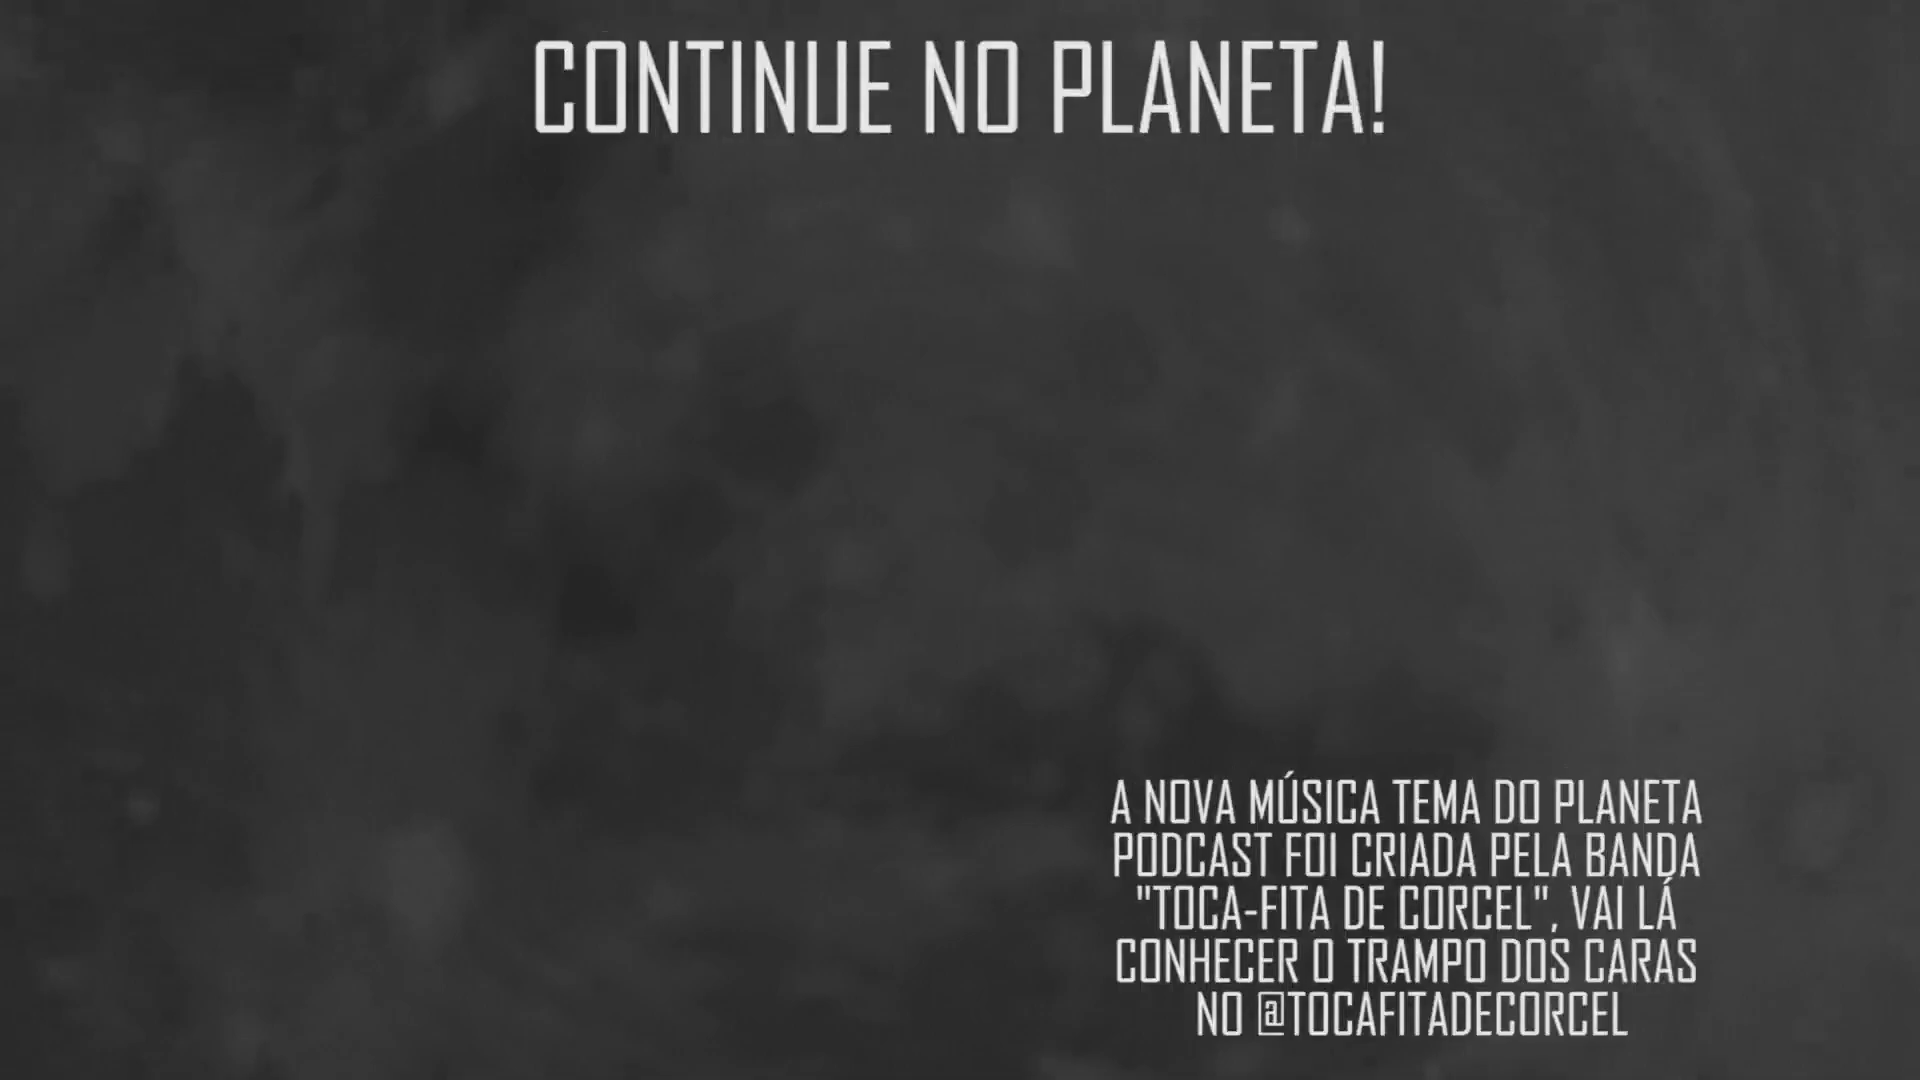 CONTINUE NO PLANETA!
A NOVA MÚSICA TEMA DO PLANETA
PODCAST FOI CRIADA PELA BANDA
"TOCA-FITA DE CORCEL", VAI LÁ
CONHECER O TRAMPO DOS CARAS
NO @TOCAFITADECORCEL